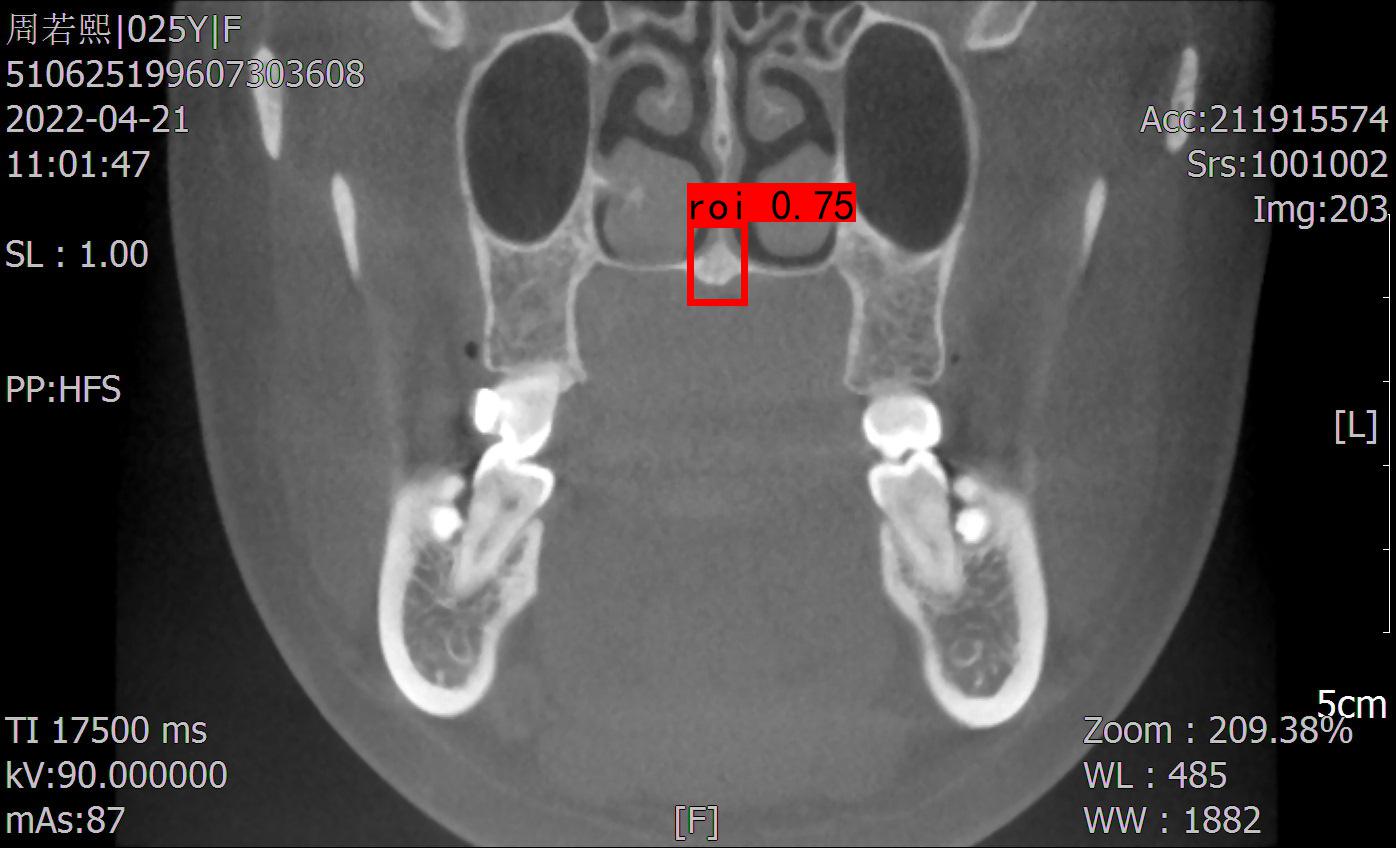 周若熙|025Y|F
510625199607303608
2022-04-21
11:01:47
SL : 1.00
PP:HFS
Acc:211915574
Srs:1001002
Img:203
roi 0.75
[L]
5cm
TI 17500 ms
kV:90.000000
mAs:87
[F]
Zoom : 209.38%
WL : 485
WW : 1882